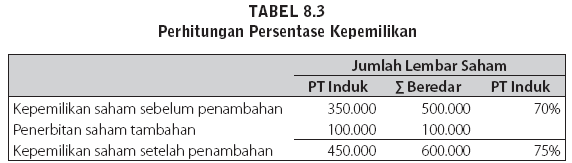 TABEL 8.3
Perhitungan Persentase Kepemilikan
Jumlah Lembar Saham
PT Induk Σ Beredar PT Induk
Kepemilikan saham sebelum penambahan 350.000 500.000 70%
Penerbitan saham tambahan 100.000 100.000
Kepemilikan saham setelah penambahan 450.000 600.000 75%